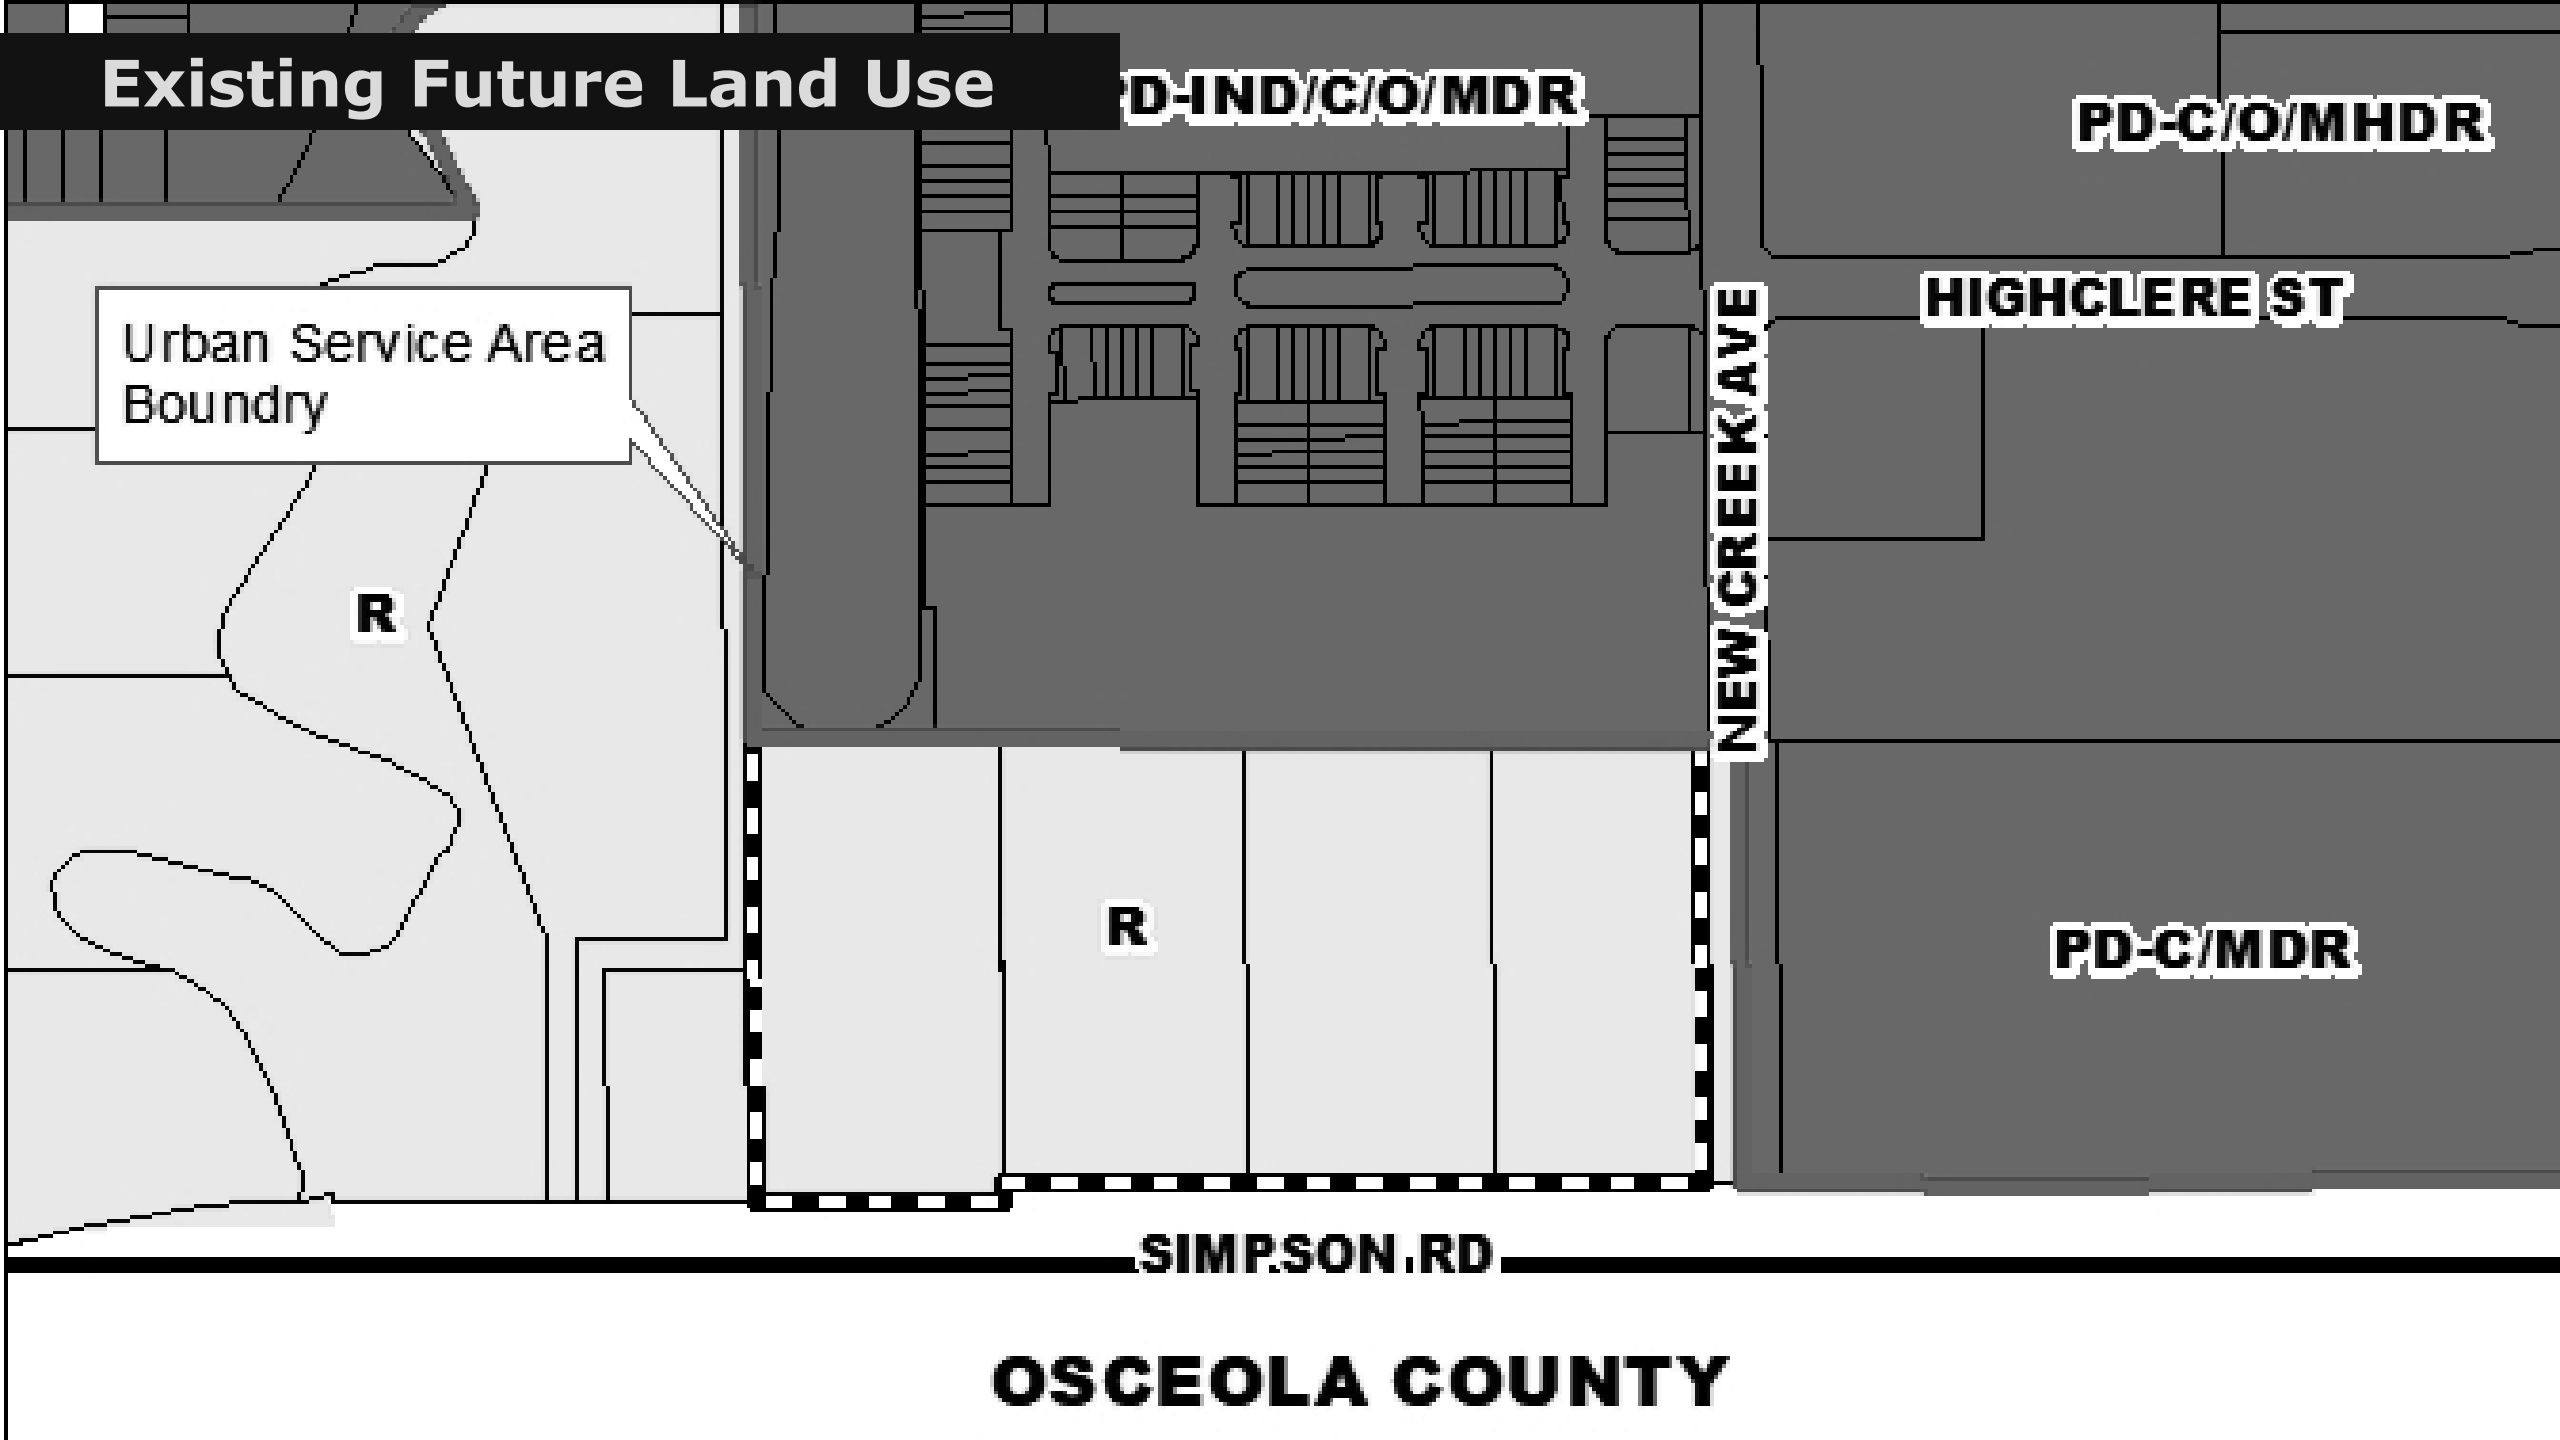 Existing Future Land Use
PD-IND/C/O/MDR
PD-C/O/MHDR
HIGHCLERE ST
Urban Service Area
Boundry
NEW CREEK AVE
R
R
PD-C/MDR
SIMPSON RD
OSCEOLA COUNTY